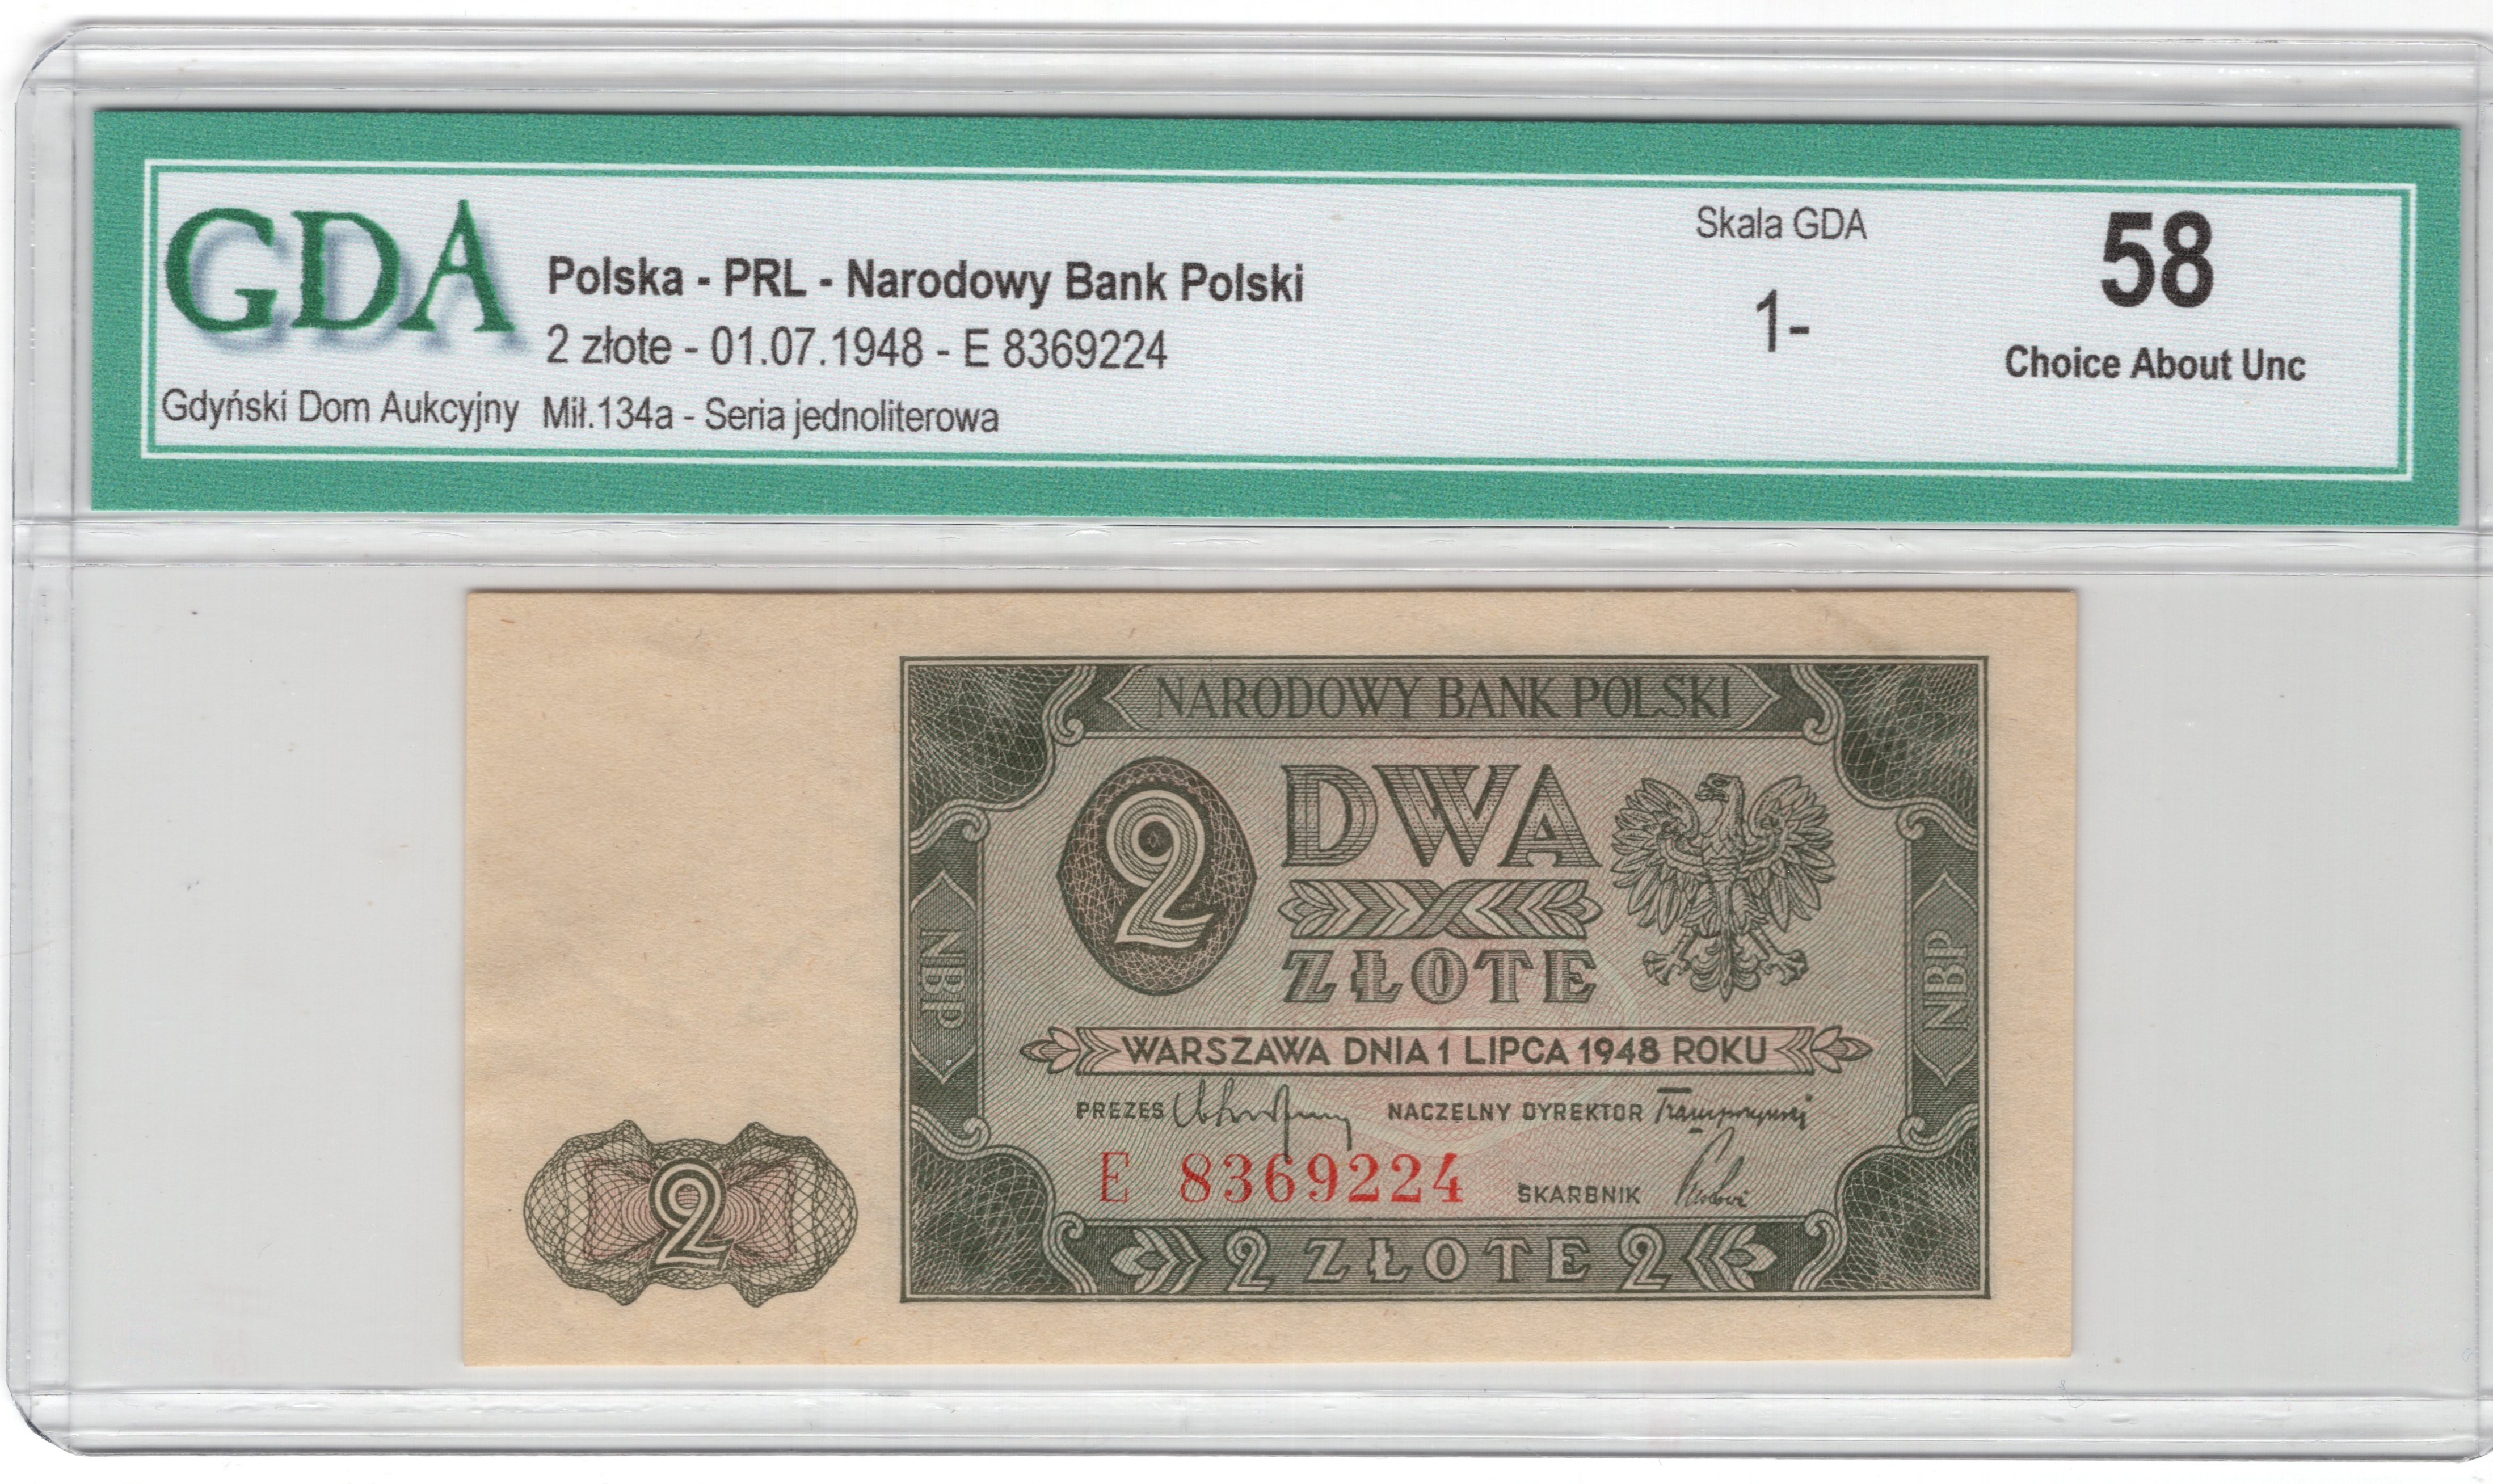 GDA
Polska - PRL - Narodowy Bank Polski
2 złote - 01.07.1948 - E 8369224
Gdyński Dom Aukcyjny
Mił.134a - Seria jednoliterowa
Skala GDA
1-
58
Choice About Unc
NARODOWY BANK POLSKI
2
DWA
ZŁOTE
NBP
NBP
WARSZAWA DNIA 1 LIPCA 1948 ROKU
PREZES
NACZELNY DYREKTOR
E 8369224
SKARBNIK
2
2 ZŁOTE 2